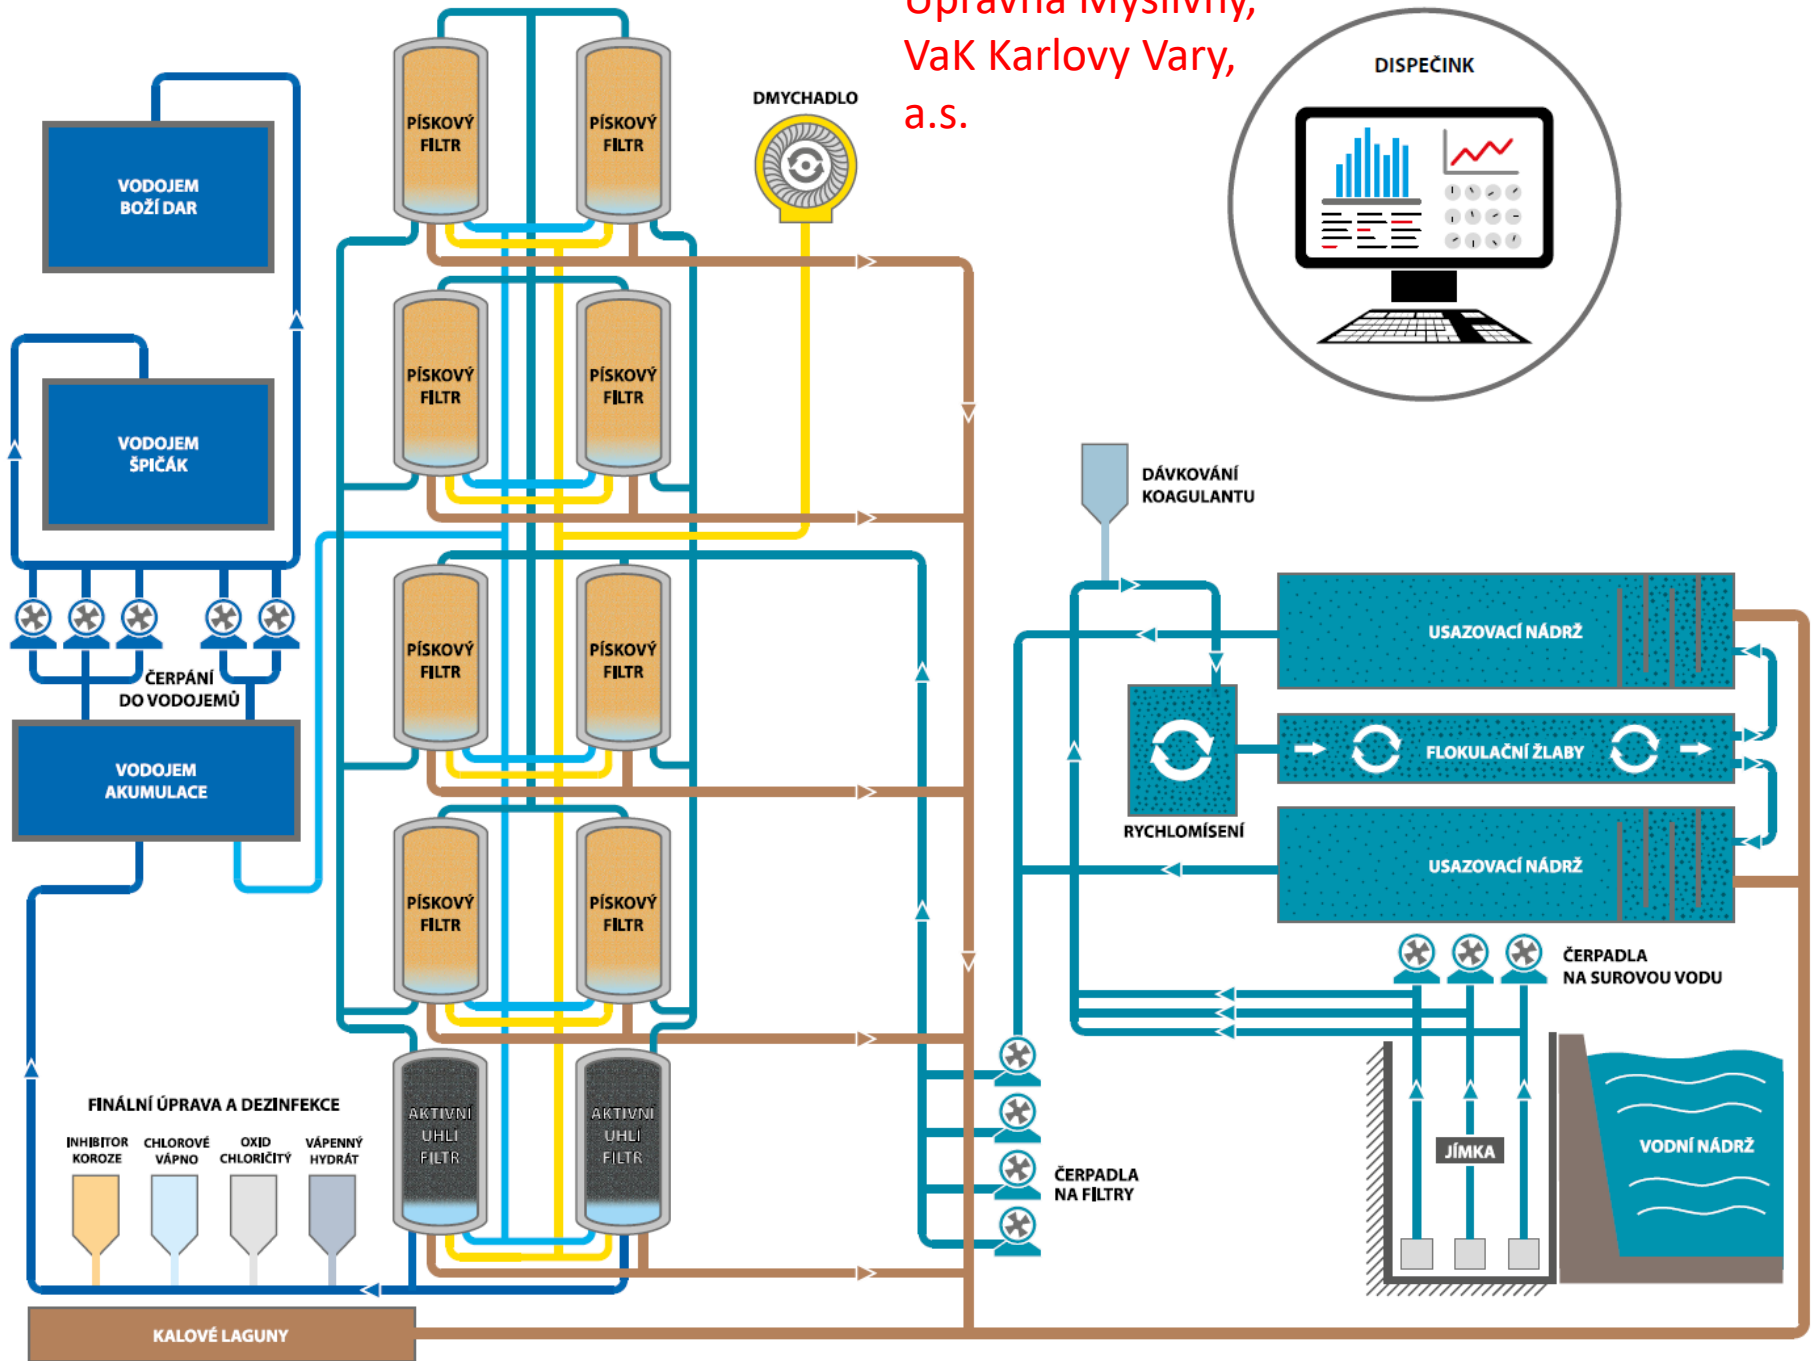 Úpravna Myslivny,
VaK Karlovy Vary,
a.s.
DISPEČINK
DMYCHADLO
PÍSKOVÝ
FILTR
PÍSKOVÝ
FILTR
VODOJEM
BOŽÍ DAR
PÍSKOVÝ
FILTR
PÍSKOVÝ
FILTR
VODOJEM
ŠPIČÁK
DÁVKOVÁNÍ
KOAGULANTU
PÍSKOVÝ
FILTR
PÍSKOVÝ
FILTR
USAZOVACÍ NÁDRŽ
ČERPÁNÍ
DO VODOJEMŮ
FLOKULAČNÍ ŽLABY
VODOJEM
AKUMULACE
RYCHLOMÍSENÍ
USAZOVACÍ NÁDRŽ
PÍSKOVÝ
FILTR
PÍSKOVÝ
FILTR
ČERPADLA
NA SUROVOU VODU
FINÁLNÍ ÚPRAVA A DEZINFEKCE
INHIBITOR
KOROZE
CHLOROVÉ
VÁPNO
OXID
CHLORIČITÝ
VÁPENNÝ
HYDRÁT
AKTIVNÍ
UHLÍ
FILTR
AKTIVNÍ
UHLÍ
FILTR
ČERPADLA
NA FILTRY
JÍMKA
VODNÍ NÁDRŽ
KALOVÉ LAGUNY